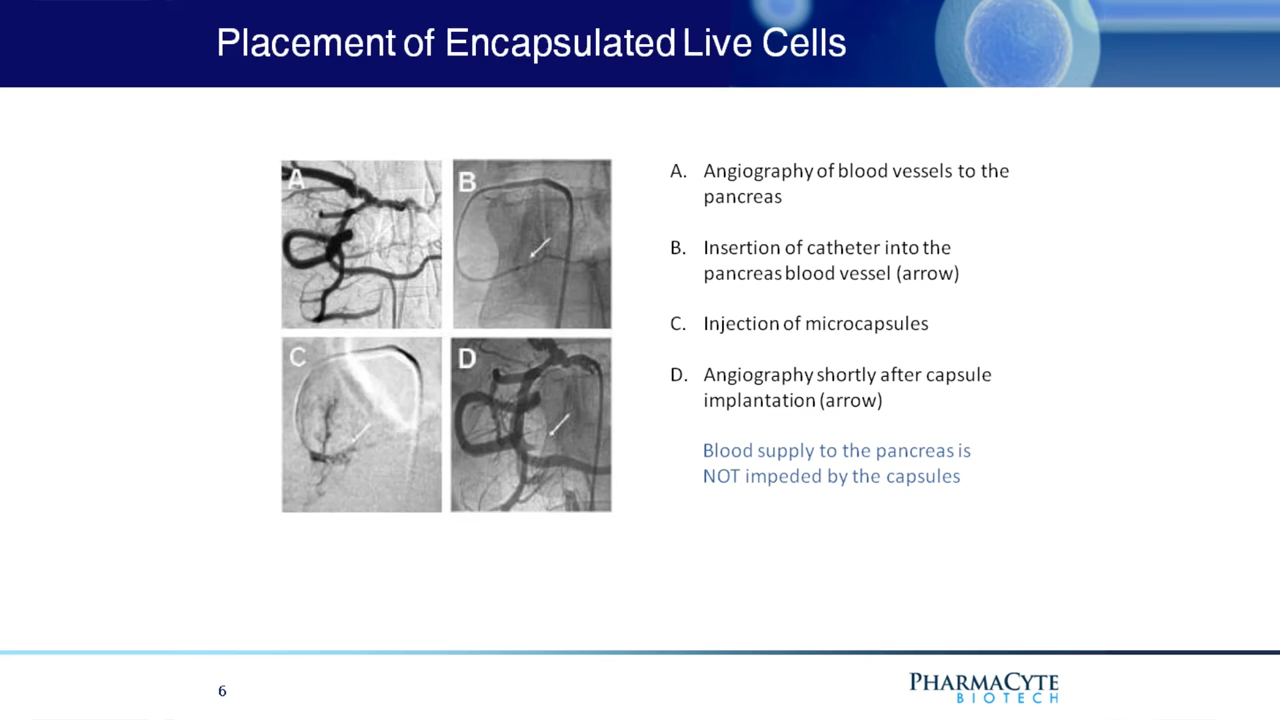 Placement of Encapsulated Live Cells
A
B
C
D
A. Angiography of blood vessels to the
pancreas
B. Insertion of catheter into the
pancreas blood vessel (arrow)
C. Injection of microcapsules
D. Angiography shortly after capsule
implantation (arrow)
Blood supply to the pancreas is
NOT impeded by the capsules
6
PHARMACYTE
BIOTECH